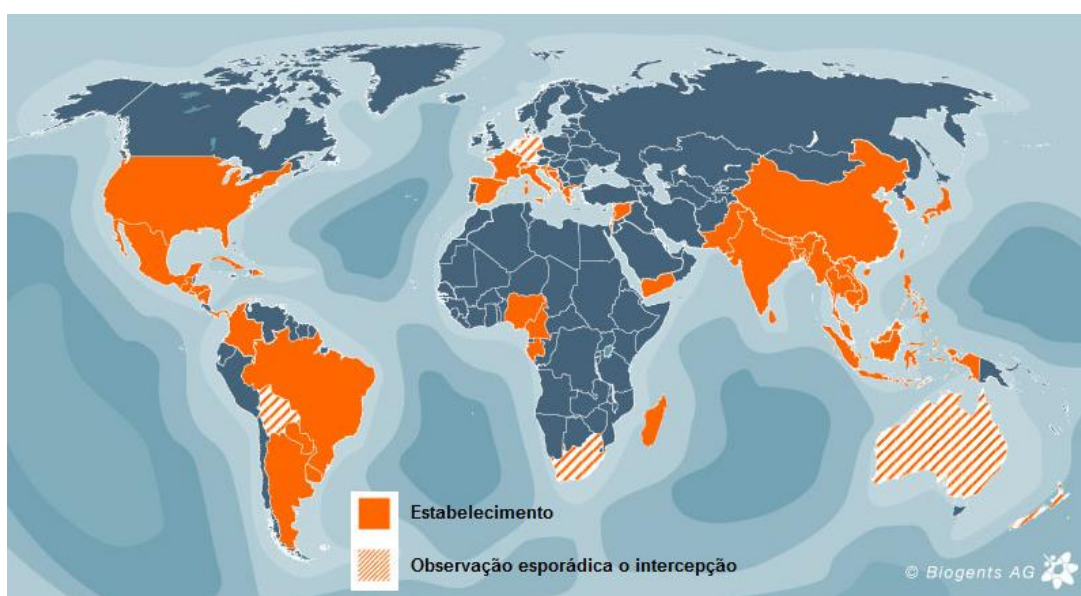 Estabelecimento
Observação esporádica o intercepção
© Biogents AG